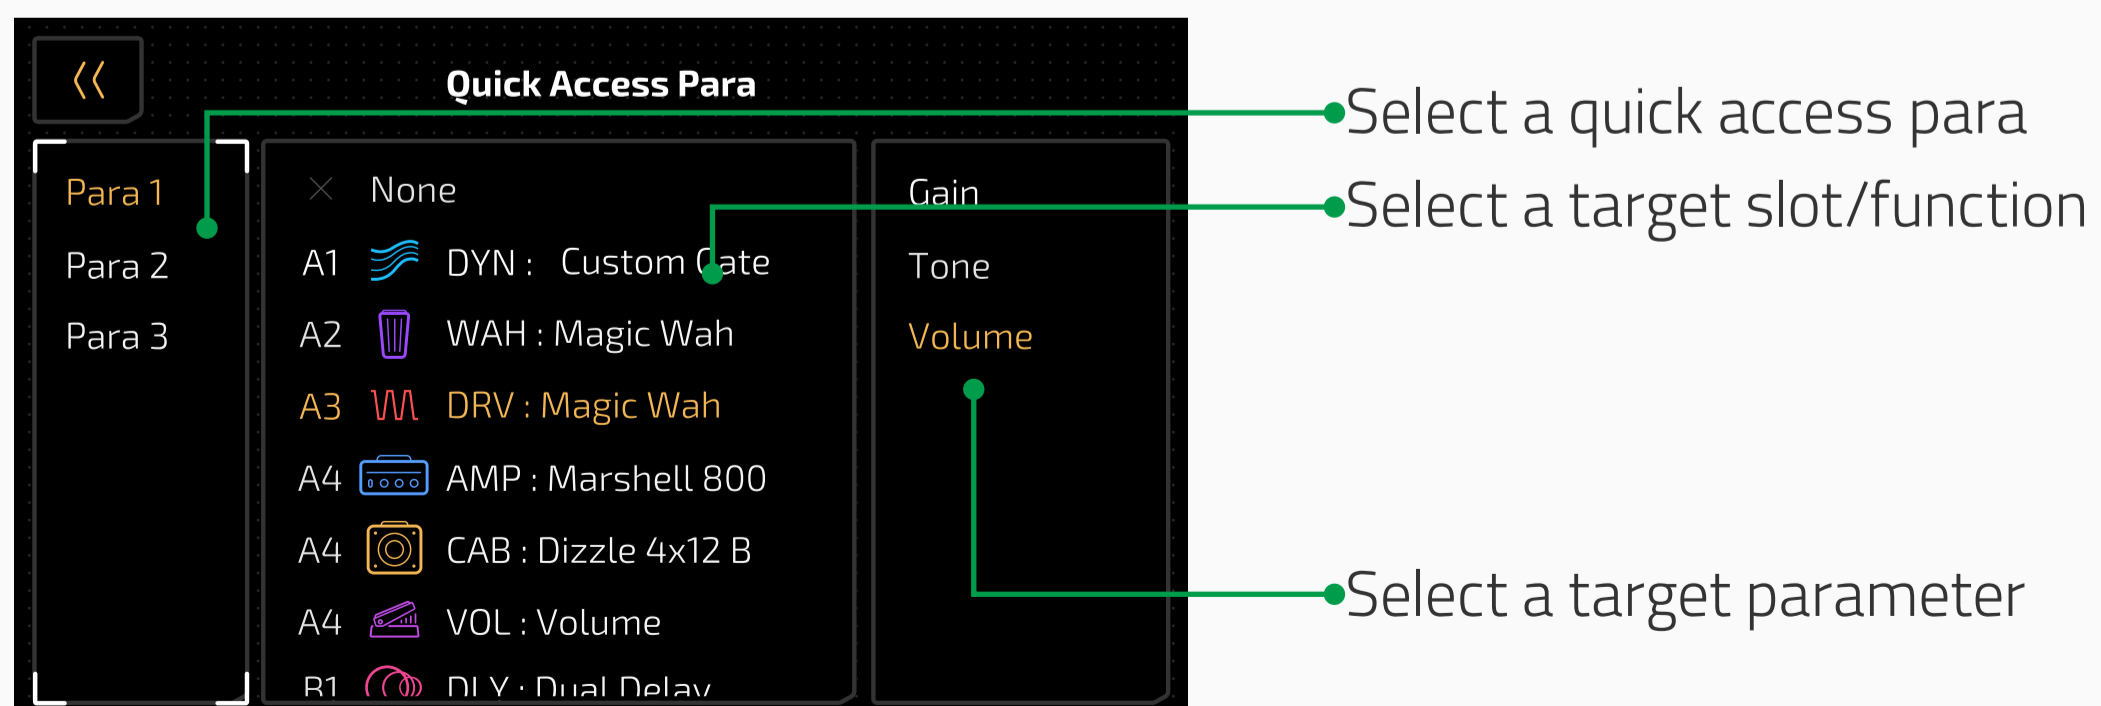 Quick Access Para
Select a quick access para
Select a target slot/function
Para 1
Para 2
Para 3
None
A1 DYN : Custom Gate
A2 WAH : Magic Wah
A3 DRV : Magic Wah
A4 AMP : Marshell 800
A4 CAB : Dizzle 4x12 B
A4 VOL : Volume
B1 DLY : Dual Delay
Gain
Tone
Volume
Select a target parameter